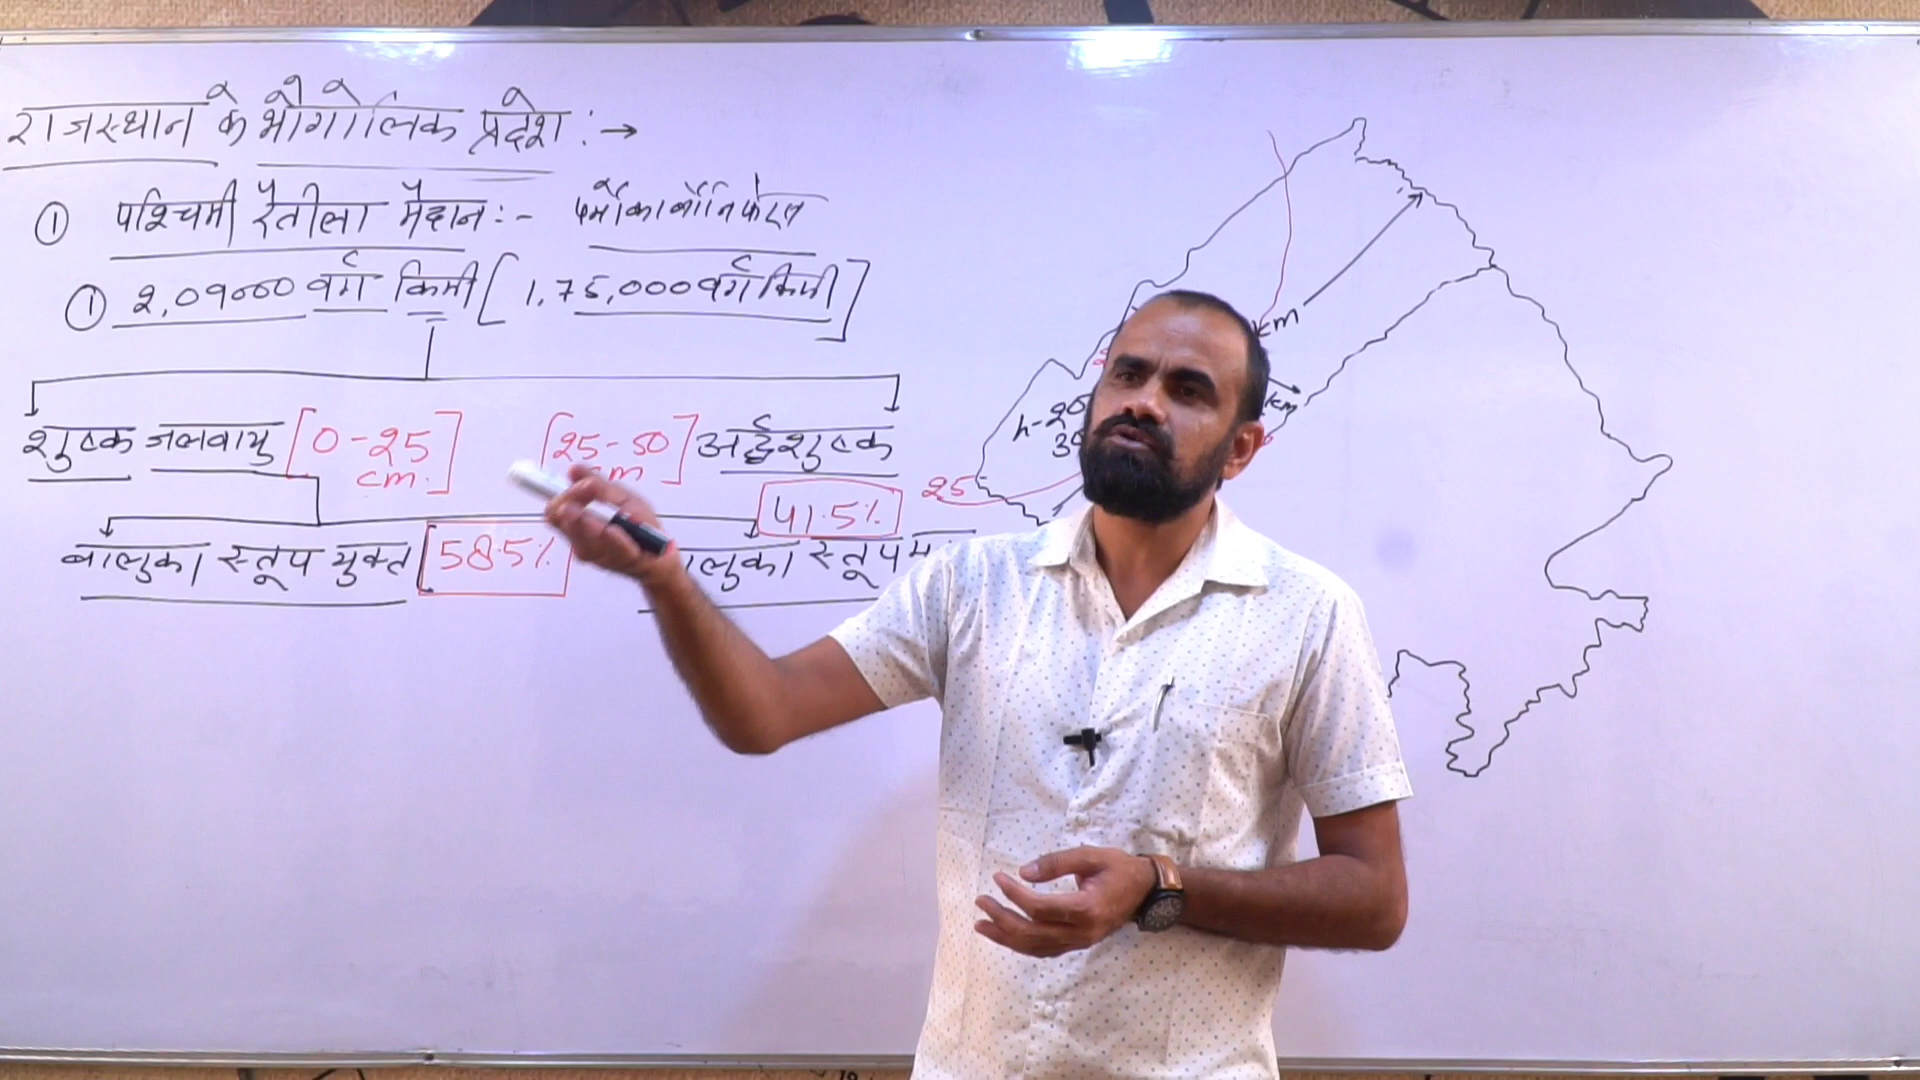 राजस्थान के भौगोलिक प्रदेश :→
① पश्चिमी रेतीला मैदान :- पर्मोकार्बोनिफेरस
① 2,09000 वर्ग किमी [1,75,000 वर्ग किमी]
शुष्क जलवायु [0-25 cm.] [25-50 cm] अर्द्धशुष्क
41.5%
बालुका स्तूप युक्त [58.5%] स्तूप
km
km
h-20
25